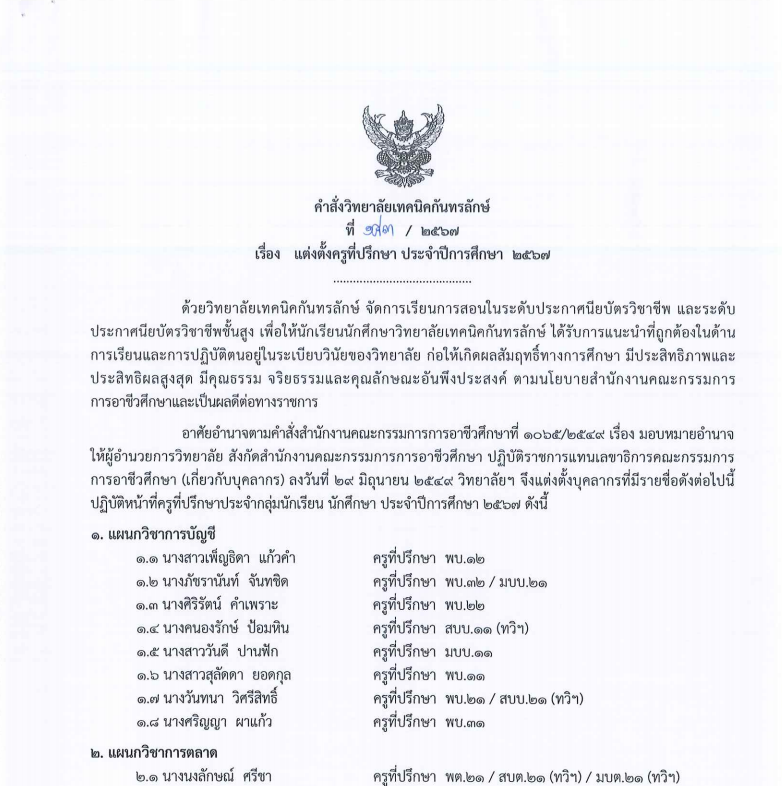 คำสั่งวิทยาลัยเทคนิคกันทรลักษ์
ที่ / ๒๕๖๗
เรื่อง แต่งตั้งครูที่ปรึกษา ประจำปีการศึกษา ๒๕๖๗
..........................................
ด้วยวิทยาลัยเทคนิคกันทรลักษ์ จัดการเรียนการสอนในระดับประกาศนียบัตรวิชาชีพ และระดับ
ประกาศนียบัตรวิชาชีพชั้นสูง เพื่อให้นักเรียนนักศึกษาวิทยาลัยเทคนิคกันทรลักษ์ ได้รับการแนะนำที่ถูกต้องในด้าน
การเรียนและการปฏิบัติตนอยู่ในระเบียบวินัยของวิทยาลัย ก่อให้เกิดผลสัมฤทธิ์ทางการศึกษา มีประสิทธิภาพและ
ประสิทธิผลสูงสุด มีคุณธรรม จริยธรรมและคุณลักษณะอันพึงประสงค์ ตามนโยบายสำนักงานคณะกรรมการ
การอาชีวศึกษาและเป็นผลดีต่อทางราชการ
อาศัยอำนาจตามคำสั่งสำนักงานคณะกรรมการการอาชีวศึกษาที่ ๑๐๖๕/๒๕๔๙ เรื่อง มอบหมายอำนาจ
ให้ผู้อำนวยการวิทยาลัย สังกัดสำนักงานคณะกรรมการการอาชีวศึกษา ปฏิบัติราชการแทนเลขาธิการคณะกรรมการ
การอาชีวศึกษา (เกี่ยวกับบุคลากร) ลงวันที่ ๒๙ มิถุนายน ๒๕๔๙ วิทยาลัยฯ จึงแต่งตั้งบุคลากรที่มีรายชื่อดังต่อไปนี้
ปฏิบัติหน้าที่ครูที่ปรึกษาประจำกลุ่มนักเรียน นักศึกษา ประจำปีการศึกษา ๒๕๖๗ ดังนี้
๑. แผนกวิชาการบัญชี
๑.๑ นางสาวเพ็ญธิดา แก้วคำ ครูที่ปรึกษา พบ.๑๒
๑.๒ นางภัชรานันท์ จันทชิด ครูที่ปรึกษา พบ.๓๒ / มบบ.๒๑
๑.๓ นางศิริรัตน์ คำเพราะ ครูที่ปรึกษา พบ.๒๒
๑.๔ นางคนองรักษ์ ป้อมหิน ครูที่ปรึกษา สบบ.๑๑ (ทวิฯ)
๑.๕ นางสาววันดี ปานฟัก ครูที่ปรึกษา มบบ.๑๑
๑.๖ นางสาวสุลัดดา ยอดกุล ครูที่ปรึกษา พบ.๑๑
๑.๗ นางวันทนา วิศรีสิทธิ์ ครูที่ปรึกษา พบ.๒๑ / สบบ.๒๑ (ทวิฯ)
๑.๘ นางศริญญา ผาแก้ว ครูที่ปรึกษา พบ.๓๑
๒. แผนกวิชาการตลาด
๒.๑ นางนงลักษณ์ ศรีชา ครูที่ปรึกษา พต.๒๑ / สบต.๒๑ (ทวิฯ) / มบต.๒๑ (ทวิฯ)